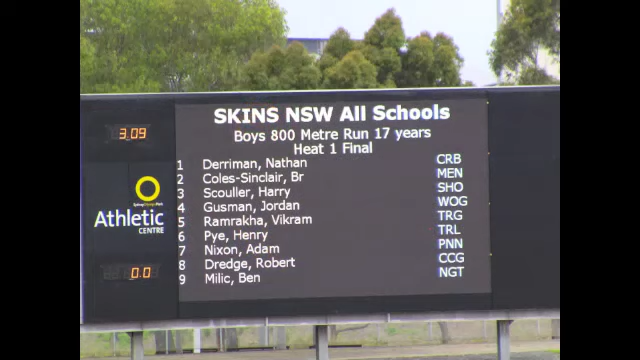 SKINS NSW All Schools
Boys 800 Metre Run 17 years
Heat 1 Final
3.09
1 Derriman, Nathan CRB
2 Coles-Sinclair, Br MEN
3 Scouller, Harry SHO
4 Gusman, Jordan WOG
5 Ramrakha, Vikram TRG
6 Pye, Henry TRL
7 Nixon, Adam PNN
8 Dredge, Robert CCG
9 Milic, Ben NGT
Athletic
CENTRE
0.0